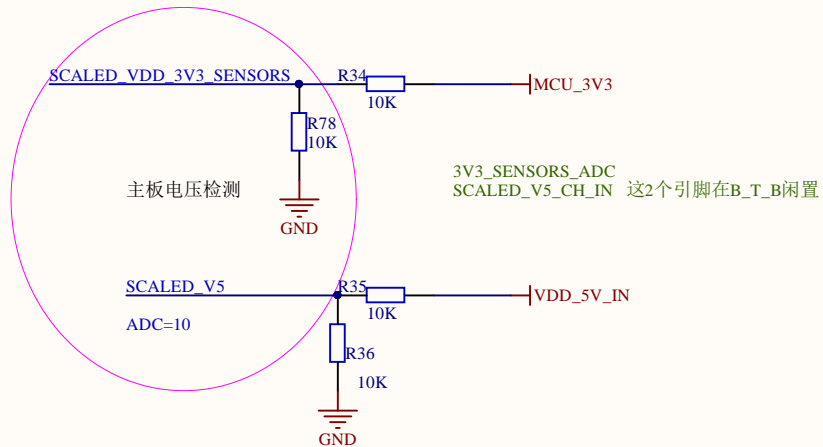 SCALED_VDD_3V3_SENSORS
R34
10K
MCU_3V3
R78
10K
GND
主板电压检测
3V3_SENSORS_ADC
SCALED_V5_CH_IN 这2个引脚在B_T_B闲置
SCALED_V5
R35
10K
VDD_5V_IN
ADC=10
R36
10K
GND